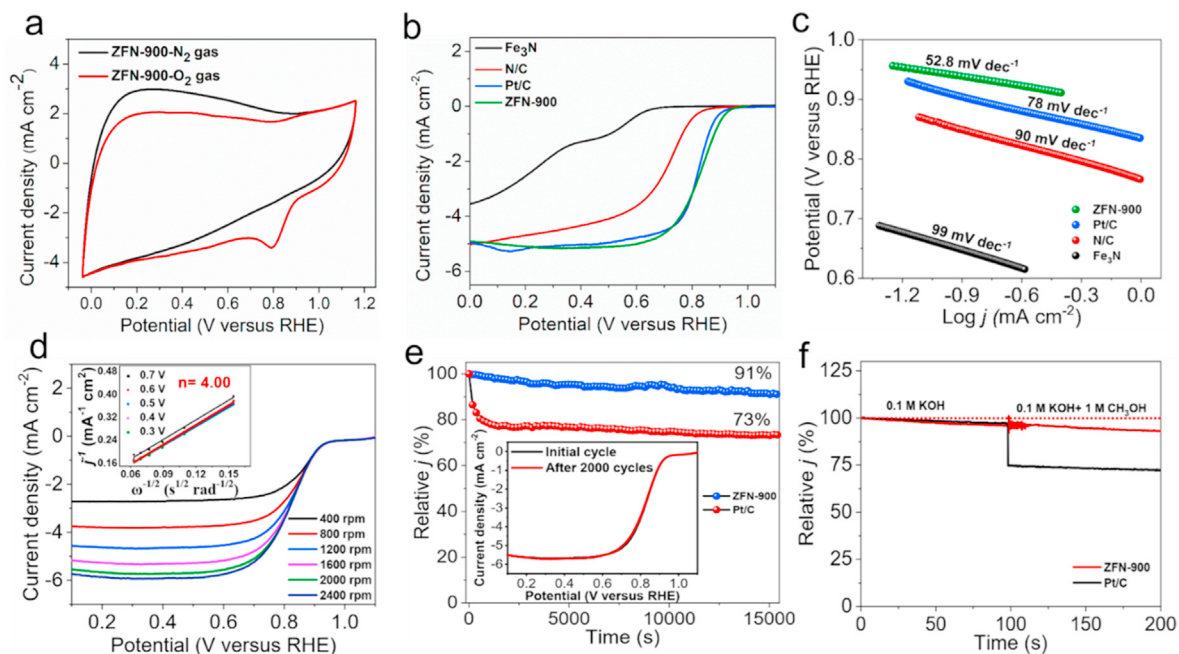 a
ZFN-900-N₂ gas
ZFN-900-O₂ gas
Current density (mA cm⁻²)
4
2
0
-2
-4
0.0 0.2 0.4 0.6 0.8 1.0 1.2
Potential (V versus RHE)
b
Fe₃N
N/C
Pt/C
ZFN-900
Current density (mA cm⁻²)
2
0
-2
-4
-6
0.0 0.2 0.4 0.6 0.8 1.0
Potential (V versus RHE)
c
52.8 mV dec⁻¹
78 mV dec⁻¹
90 mV dec⁻¹
99 mV dec⁻¹
ZFN-900
Pt/C
N/C
Fe₃N
Potential (V versus RHE)
1.0
0.9
0.8
0.7
0.6
-1.2 -0.9 -0.6 -0.3 0.0
Log j (mA cm⁻²)
d
0.7 V
0.6 V
0.5 V
0.4 V
0.3 V
n= 4.00
j⁻¹ (mA⁻¹ cm²)
0.48
0.40
0.32
0.24
0.16
0.06 0.09 0.12 0.15
ω⁻¹/² (s¹/² rad⁻¹/²)
400 rpm
800 rpm
1200 rpm
1600 rpm
2000 rpm
2400 rpm
Current density (mA cm⁻²)
2
0
-2
-4
-6
0.2 0.4 0.6 0.8 1.0
Potential (V versus RHE)
e
91%
73%
Relative j (%)
100
80
60
40
20
0
Initial cycle
After 2000 cycles
Current density (mA cm⁻²)
0
-1
-2
-3
-4
-5
-6
0.2 0.4 0.6 0.8 1.0
Potential (V versus RHE)
ZFN-900
Pt/C
0 5000 10000 15000
Time (s)
f
0.1 M KOH
0.1 M KOH+ 1 M CH₃OH
Relative j (%)
125
100
75
50
25
0
ZFN-900
Pt/C
0 50 100 150 200
Time (s)